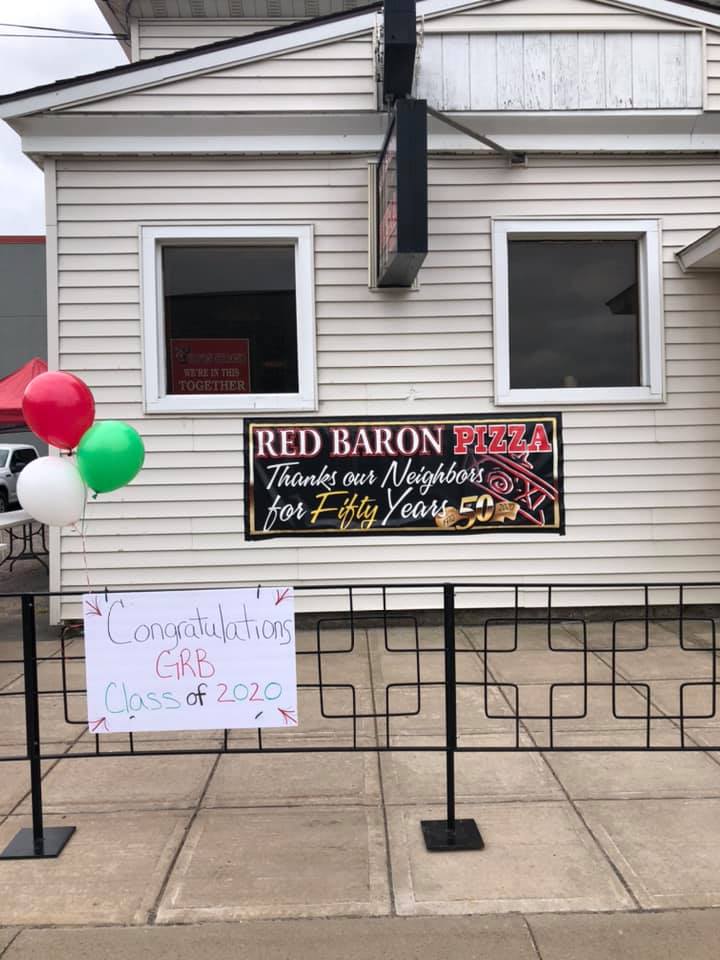 WE'RE IN THIS
TOGETHER
RED BARON PIZZA
Thanks our Neighbors
for Fifty Years
50
Congratulations
GRB
Class of 2020